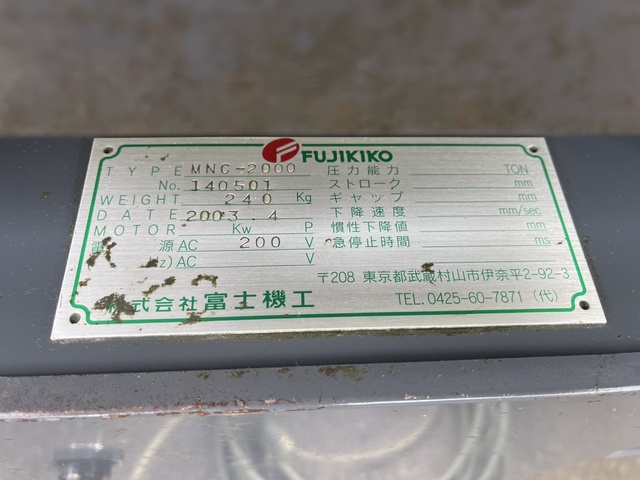 FUJIKIKO
TYPE MNC-2000
No. 140501
WEIGHT 240 Kg
DATE 2003.4
MOTOR Kw P
電 源 AC 200 V
z) AC V
株式会社 富士機工
圧力能力 TON
ストローク mm
ギャップ mm
下降速度 mm/sec
慣性下降値 mm
急停止時間 ms
〒208 東京都武蔵村山市伊奈平2-92-3
TEL. 0425-60-7871 (代)